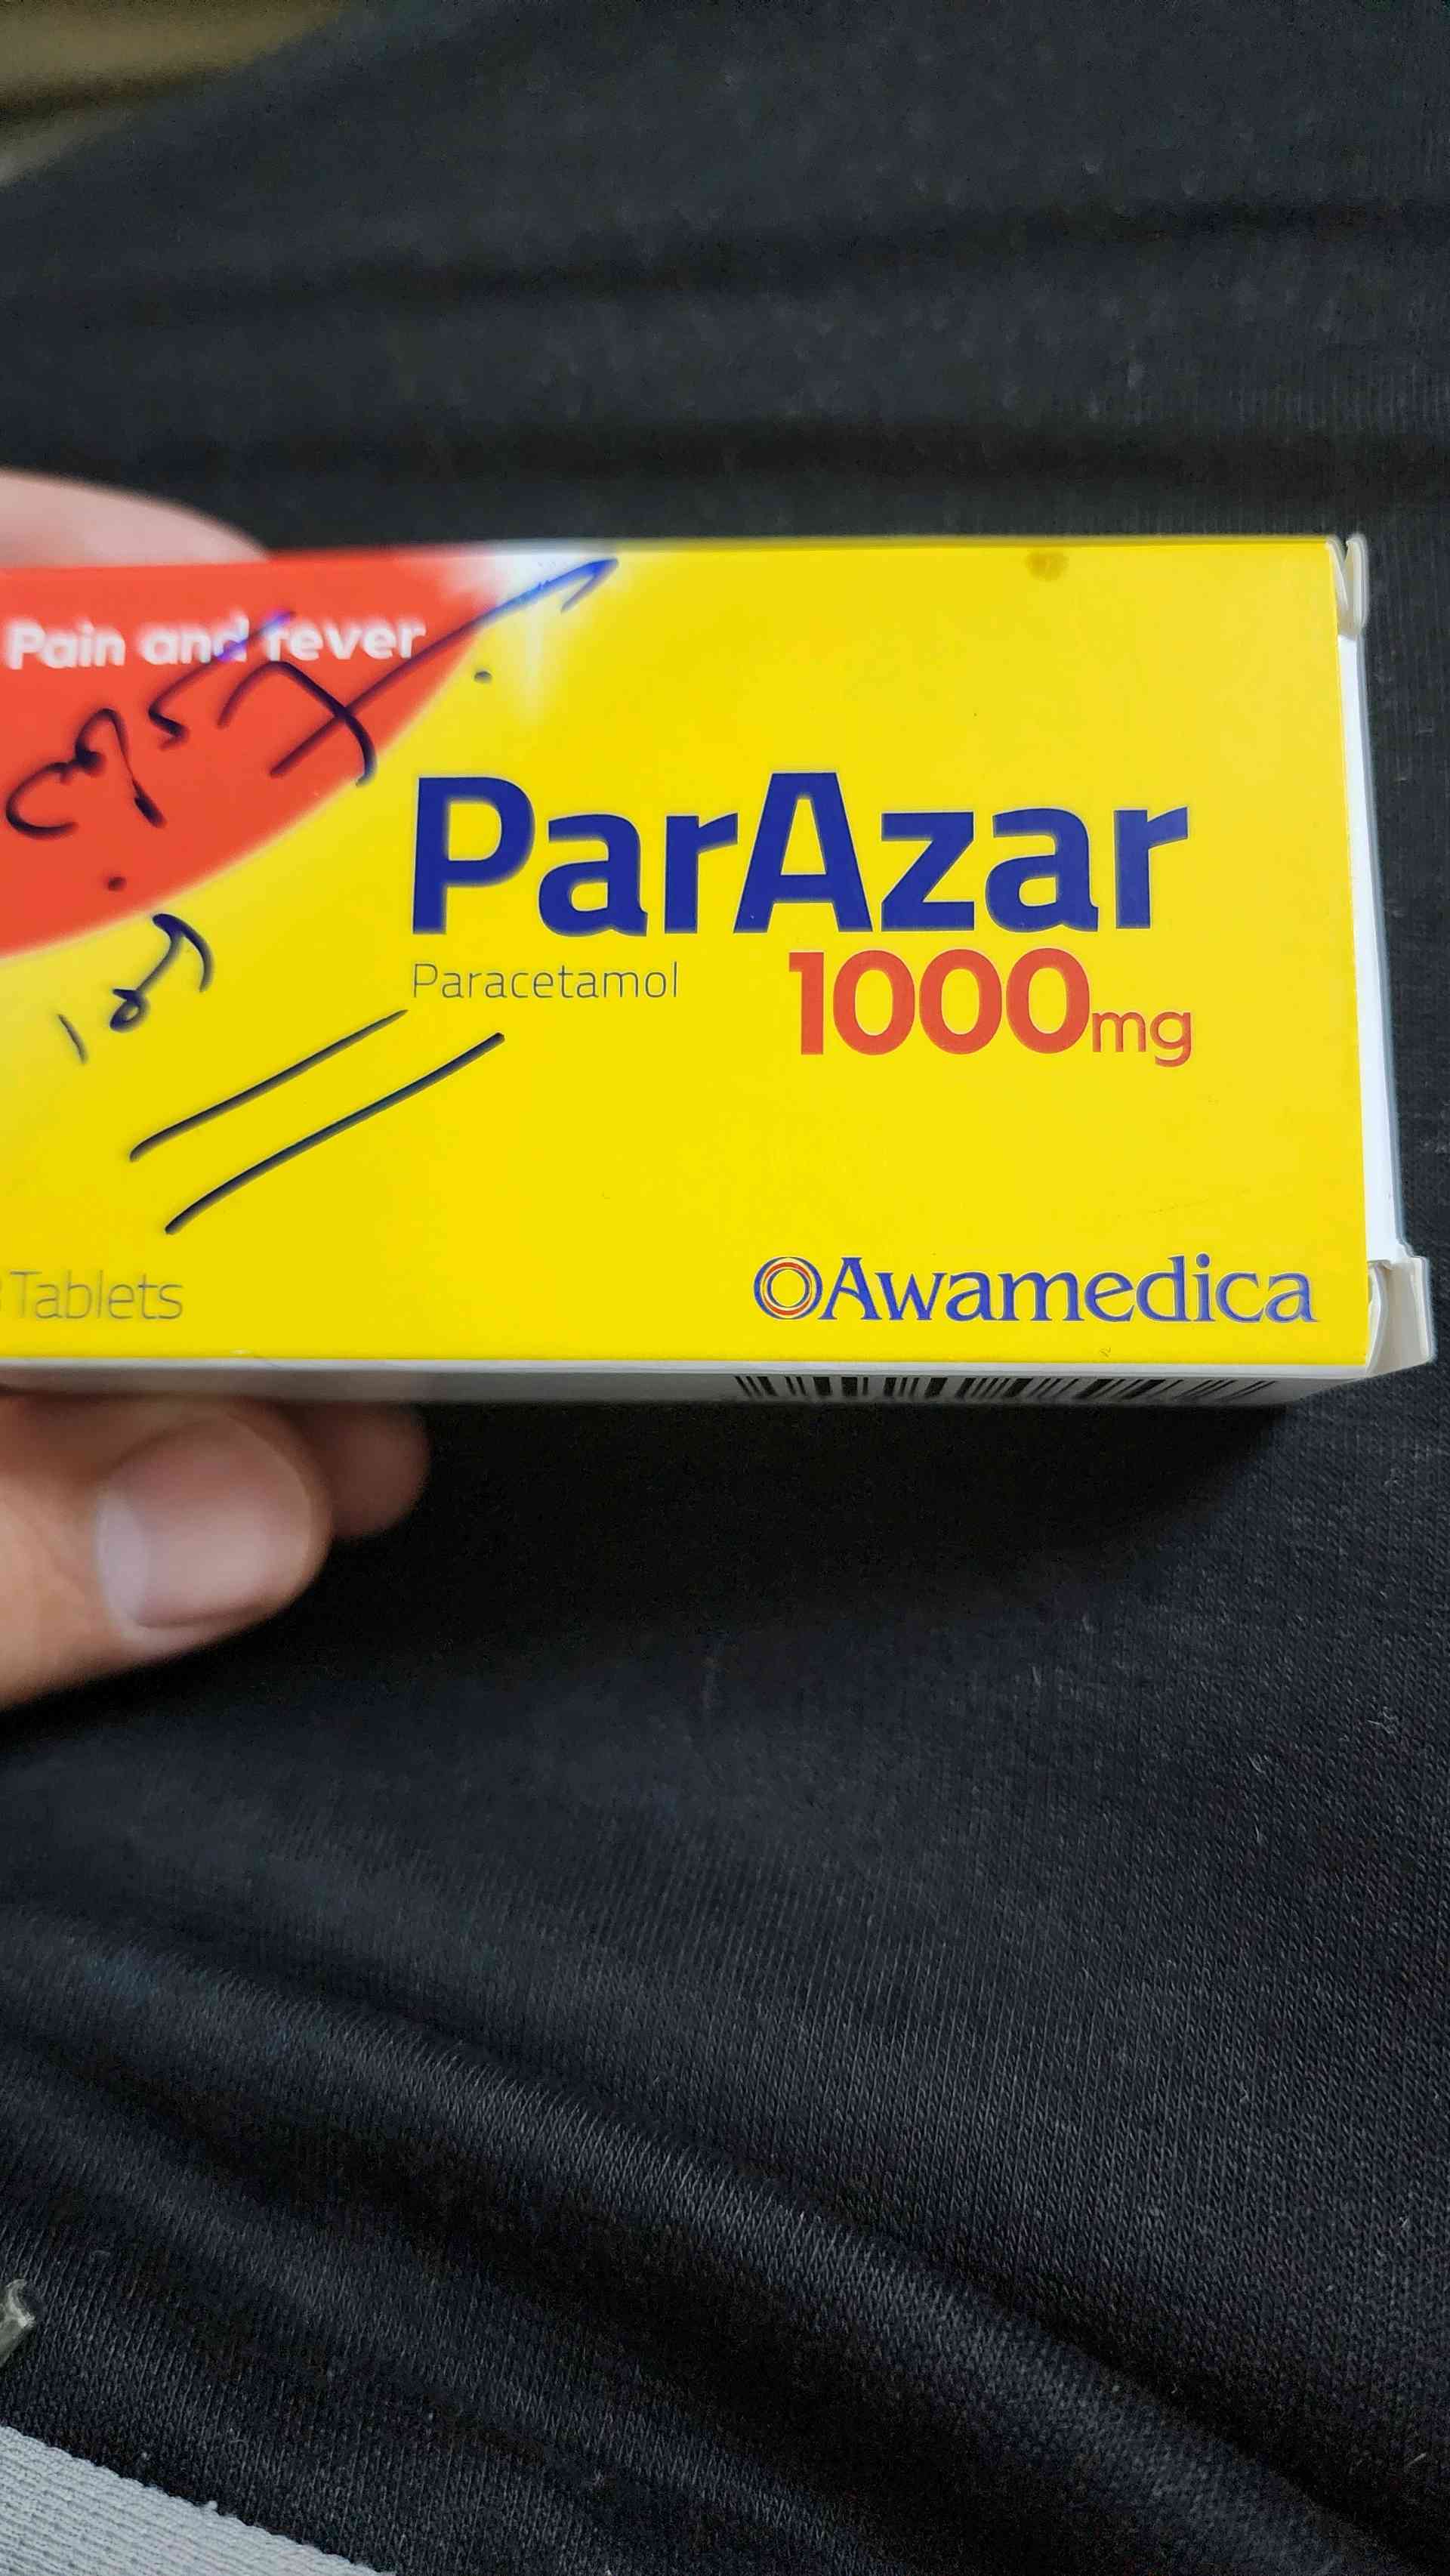 Pain and fever
ParAzar
Paracetamol 1000mg
Tablets
Awamedica